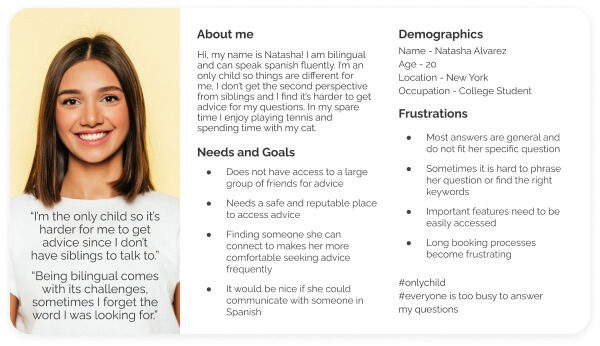 "I'm the only child so it's
harder for me to get
advice since I don't
have siblings to talk to."
"Being bilingual comes
with its challenges,
sometimes I forget the
word I was looking for."
About me
Hi, my name is Natasha! I am bilingual
and can speak spanish fluently. I'm an
only child so things are different for
me, I don't get the second perspective
from siblings and I find it's harder to get
advice for my questions. In my spare
time I enjoy playing tennis and
spending time with my cat.
Needs and Goals
● Does not have access to a large
group of friends for advice
● Needs a safe and reputable place
to access advice
● Finding someone she can
connect to makes her more
comfortable seeking advice
frequently
● It would be nice if she could
communicate with someone in
Spanish
Demographics
Name - Natasha Alvarez
Age - 20
Location - New York
Occupation - College Student
Frustrations
● Most answers are general and
do not fit her specific question
● Sometimes it is hard to phrase
her question or find the right
keywords
● Important features need to be
easily accessed
● Long booking processes
become frustrating
#onlychild
#everyone is too busy to answer
my questions